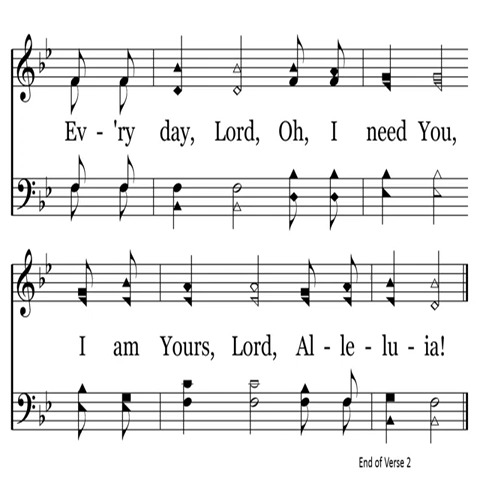 Ev - 'ry day, Lord, Oh, I need You,
I am Yours, Lord, Al - le - lu - ia!
End of Verse 2